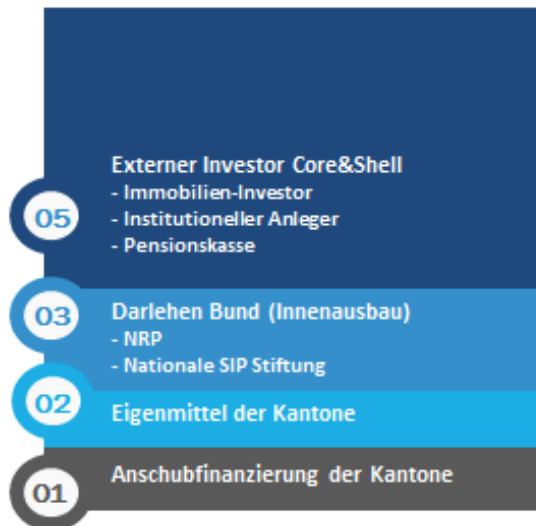 Externer Investor Core&Shell
- Immobilien-Investor
- Institutioneller Anleger
- Pensionskasse
05
Darlehen Bund (Innenausbau)
- NRP
- Nationale SIP Stiftung
03
Eigenmittel der Kantone
02
Anschubfinanzierung der Kantone
01